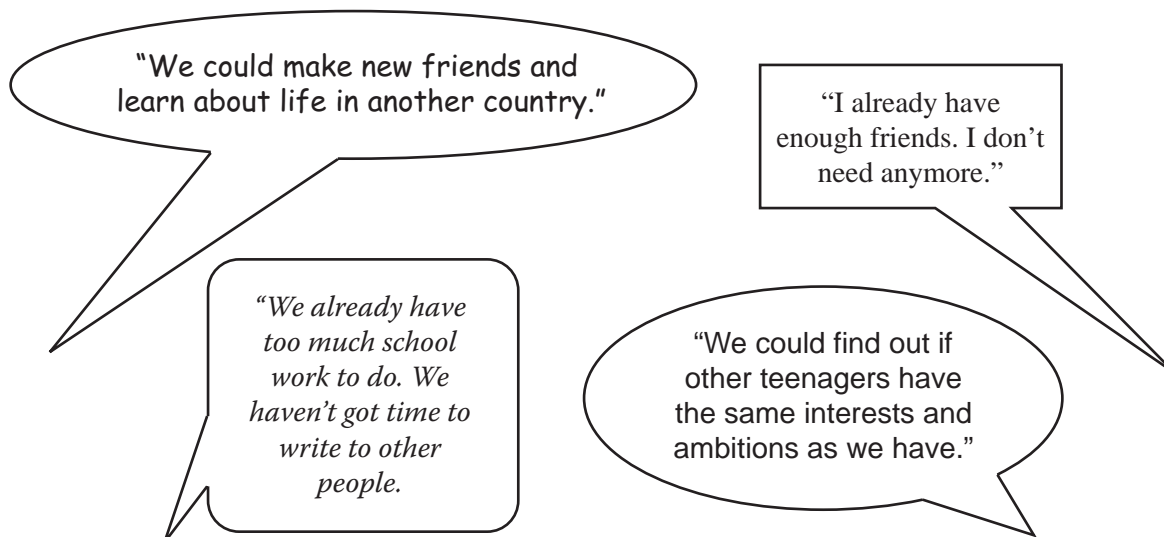 “We could make new friends and
learn about life in another country.”
“I already have
enough friends. I don’t
need anymore.”
“We already have
too much school
work to do. We
haven’t got time to
write to other
people.
“We could find out if
other teenagers have
the same interests and
ambitions as we have.”